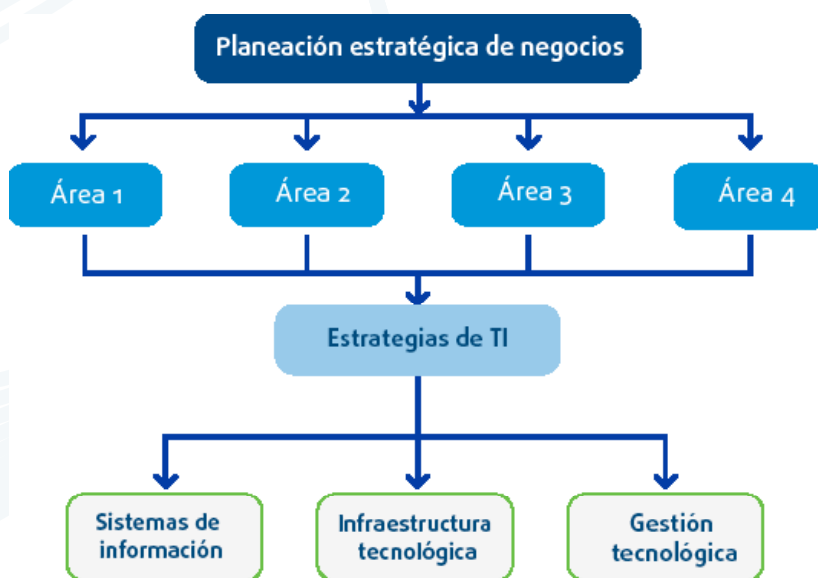 Planeación estratégica de negocios
Área 1
Área 2
Área 3
Área 4
Estrategias de TI
Sistemas de
información
Infraestructura
tecnológica
Gestión
tecnológica